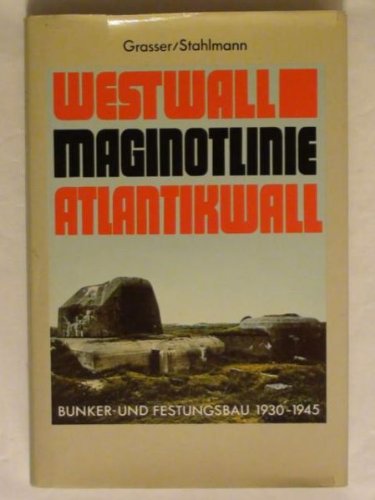 Grasser/Stahlmann
WESTWALL
MAGINOTLINIE
ATLANTIKWALL
BUNKER-UND FESTUNGSBAU 1930-1945